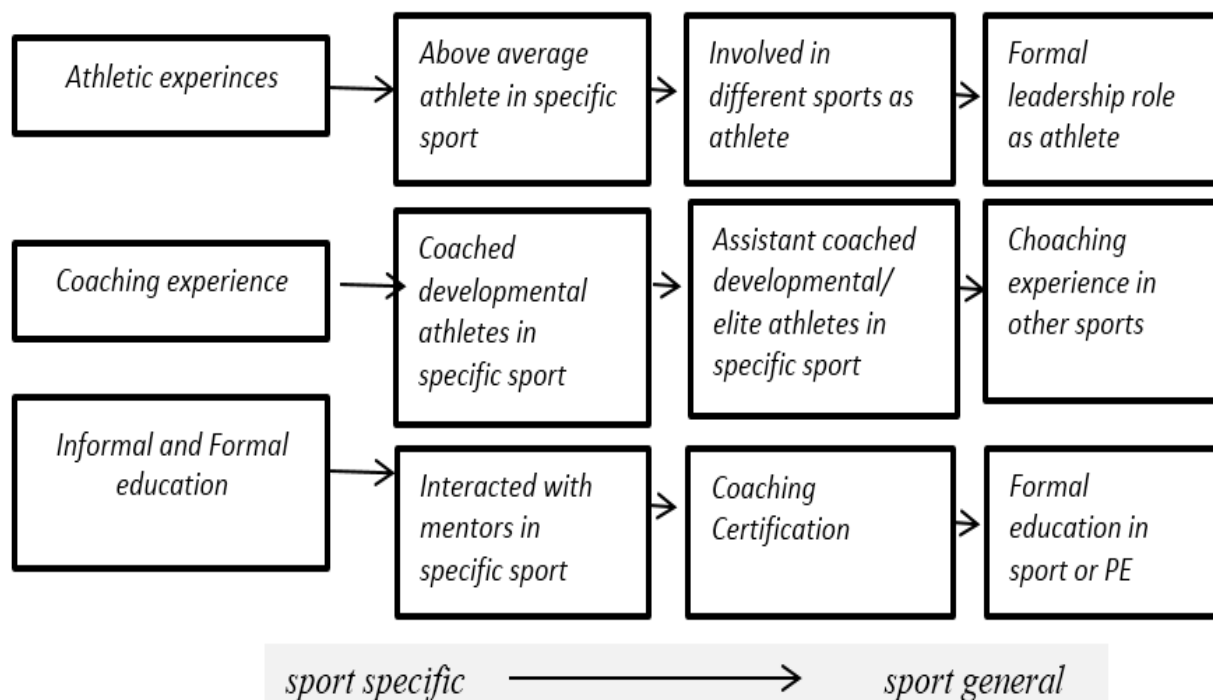 Athletic experinces
Above average
athlete in specific
sport
Involved in
different sports as
athlete
Formal
leadership role
as athlete
Coaching experience
Coached
developmental
athletes in
specific sport
Assistant coached
developmental/
elite athletes in
specific sport
Choaching
experience in
other sports
Informal and Formal
education
Interacted with
mentors in
specific sport
Coaching
Certification
Formal
education in
sport or PE
sport specific
sport general